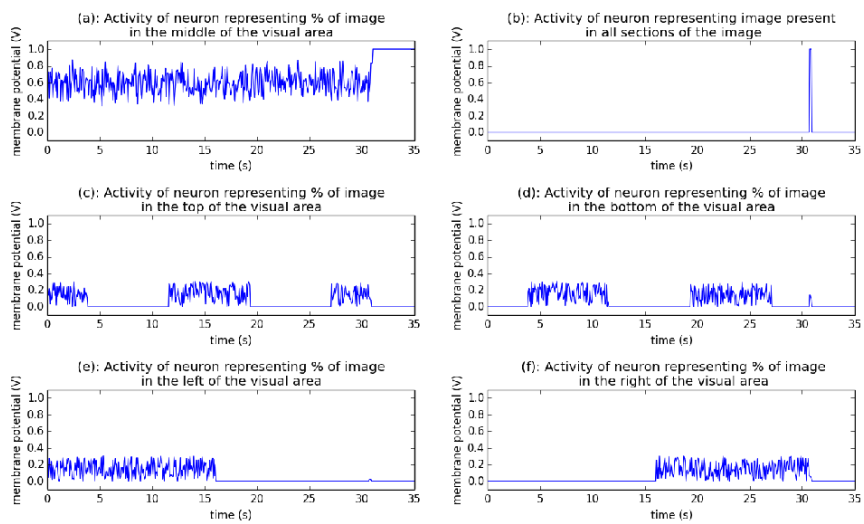 (a): Activity of neuron representing % of image
in the middle of the visual area
membrane potential (V)
1.0
0.8
0.6
0.4
0.2
0.0
0 5 10 15 20 25 30 35
time (s)
(b): Activity of neuron representing image present
in all sections of the image
membrane potential (V)
1.0
0.8
0.6
0.4
0.2
0.0
0 5 10 15 20 25 30 35
time (s)
(c): Activity of neuron representing % of image
in the top of the visual area
membrane potential (V)
1.0
0.8
0.6
0.4
0.2
0.0
0 5 10 15 20 25 30 35
time (s)
(d): Activity of neuron representing % of image
in the bottom of the visual area
membrane potential (V)
1.0
0.8
0.6
0.4
0.2
0.0
0 5 10 15 20 25 30 35
time (s)
(e): Activity of neuron representing % of image
in the left of the visual area
membrane potential (V)
1.0
0.8
0.6
0.4
0.2
0.0
0 5 10 15 20 25 30 35
time (s)
(f): Activity of neuron representing % of image
in the right of the visual area
membrane potential (V)
1.0
0.8
0.6
0.4
0.2
0.0
0 5 10 15 20 25 30 35
time (s)